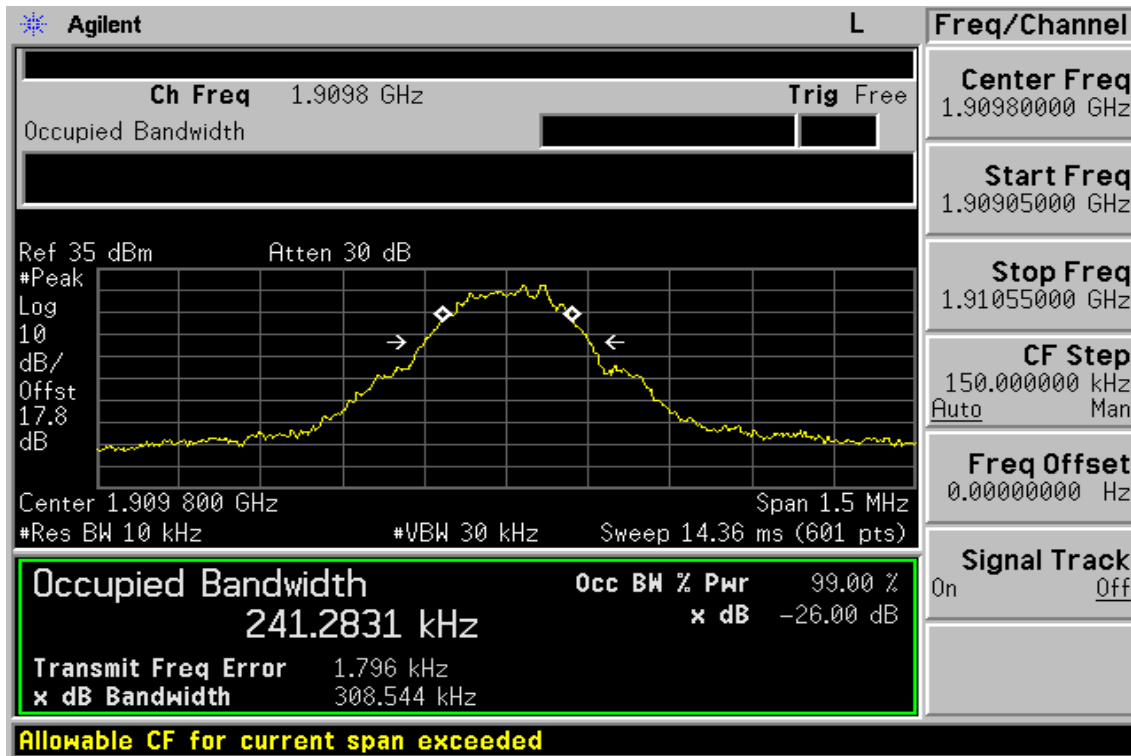 Agilent L
Ch Freq 1.9098 GHz Trig Free
Occupied Bandwidth
Ref 35 dBm Atten 30 dB
#Peak
Log
10
dB/
Offst
17.8
dB
Center 1.909 800 GHz Span 1.5 MHz
#Res BW 10 kHz #VBW 30 kHz Sweep 14.36 ms (601 pts)
Occupied Bandwidth
241.2831 kHz
Occ BW % Pwr 99.00 %
x dB -26.00 dB
Transmit Freq Error 1.796 kHz
x dB Bandwidth 308.544 kHz
Allowable CF for current span exceeded
Freq/Channel
Center Freq
1.90980000 GHz
Start Freq
1.90905000 GHz
Stop Freq
1.91055000 GHz
CF Step
150.000000 kHz
Auto Man
Freq Offset
0.00000000 Hz
Signal Track
On Off